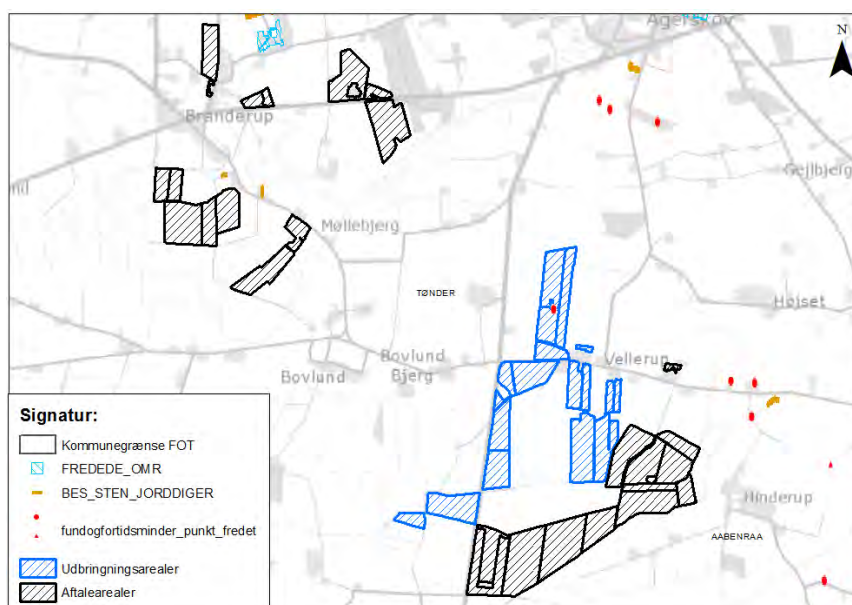 Agerskov
N
Branderup
Gejlbjerg
Møllebjerg
TØNDER
Højset
Bovlund
Bjerg
Vellerup
Bovlund
Hinderup
AABENRAA
Signatur:
Kommunegrænse FOT
FREDEDE_OMR
BES_STEN_JORDDIGER
fundogfortidsminder_punkt_fredet
Udbringningsarealer
Aftalearealer